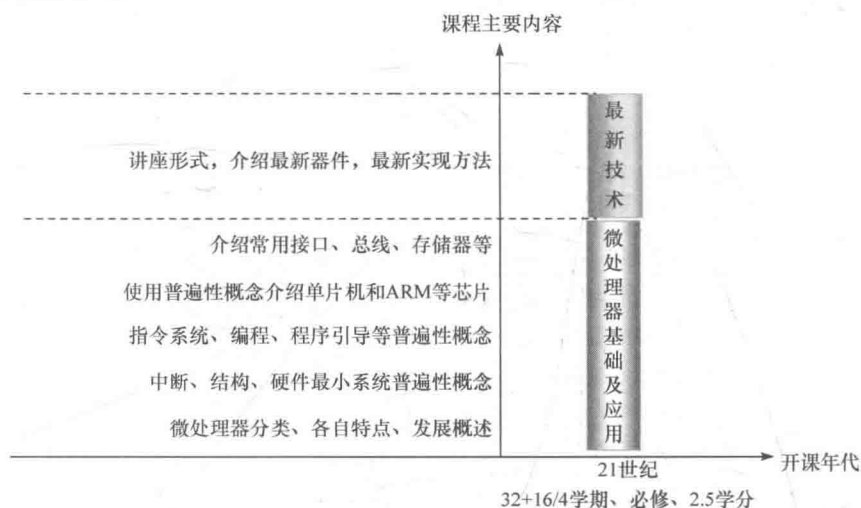 课程主要内容
最新技术
讲座形式，介绍最新器件，最新实现方法
介绍常用接口、总线、存储器等
使用普遍性概念介绍单片机和ARM等芯片
指令系统、编程、程序引导等普遍性概念
中断、结构、硬件最小系统普遍性概念
微处理器分类、各自特点、发展概述
微处理器基础及应用
开课年代
21世纪
32+16/4学期、必修、2.5学分